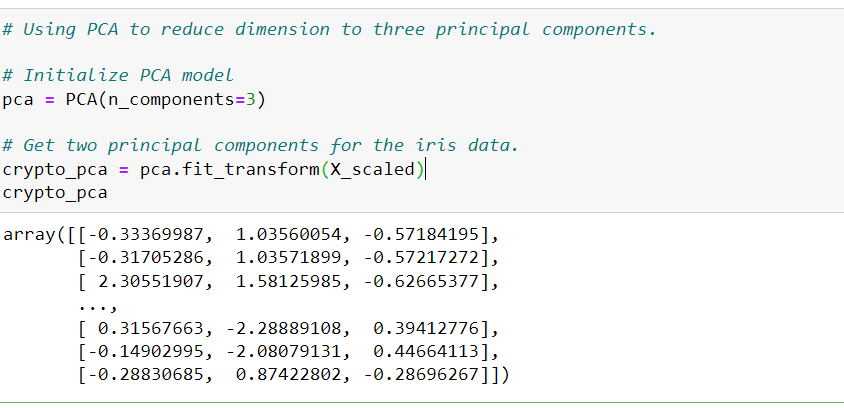 # Using PCA to reduce dimension to three principal components.
# Initialize PCA model
pca = PCA(n_components=3)
# Get two principal components for the iris data.
crypto_pca = pca.fit_transform(X_scaled)
crypto_pca
array([[-0.33369987,  1.03560054, -0.57184195],
       [-0.31705286,  1.03571899, -0.57217272],
       [ 2.30551907,  1.58125985, -0.62665377],
       ...,
       [ 0.31567663, -2.28889108,  0.39412776],
       [-0.14902995, -2.08079131,  0.44664113],
       [-0.28830685,  0.87422802, -0.28696267]])